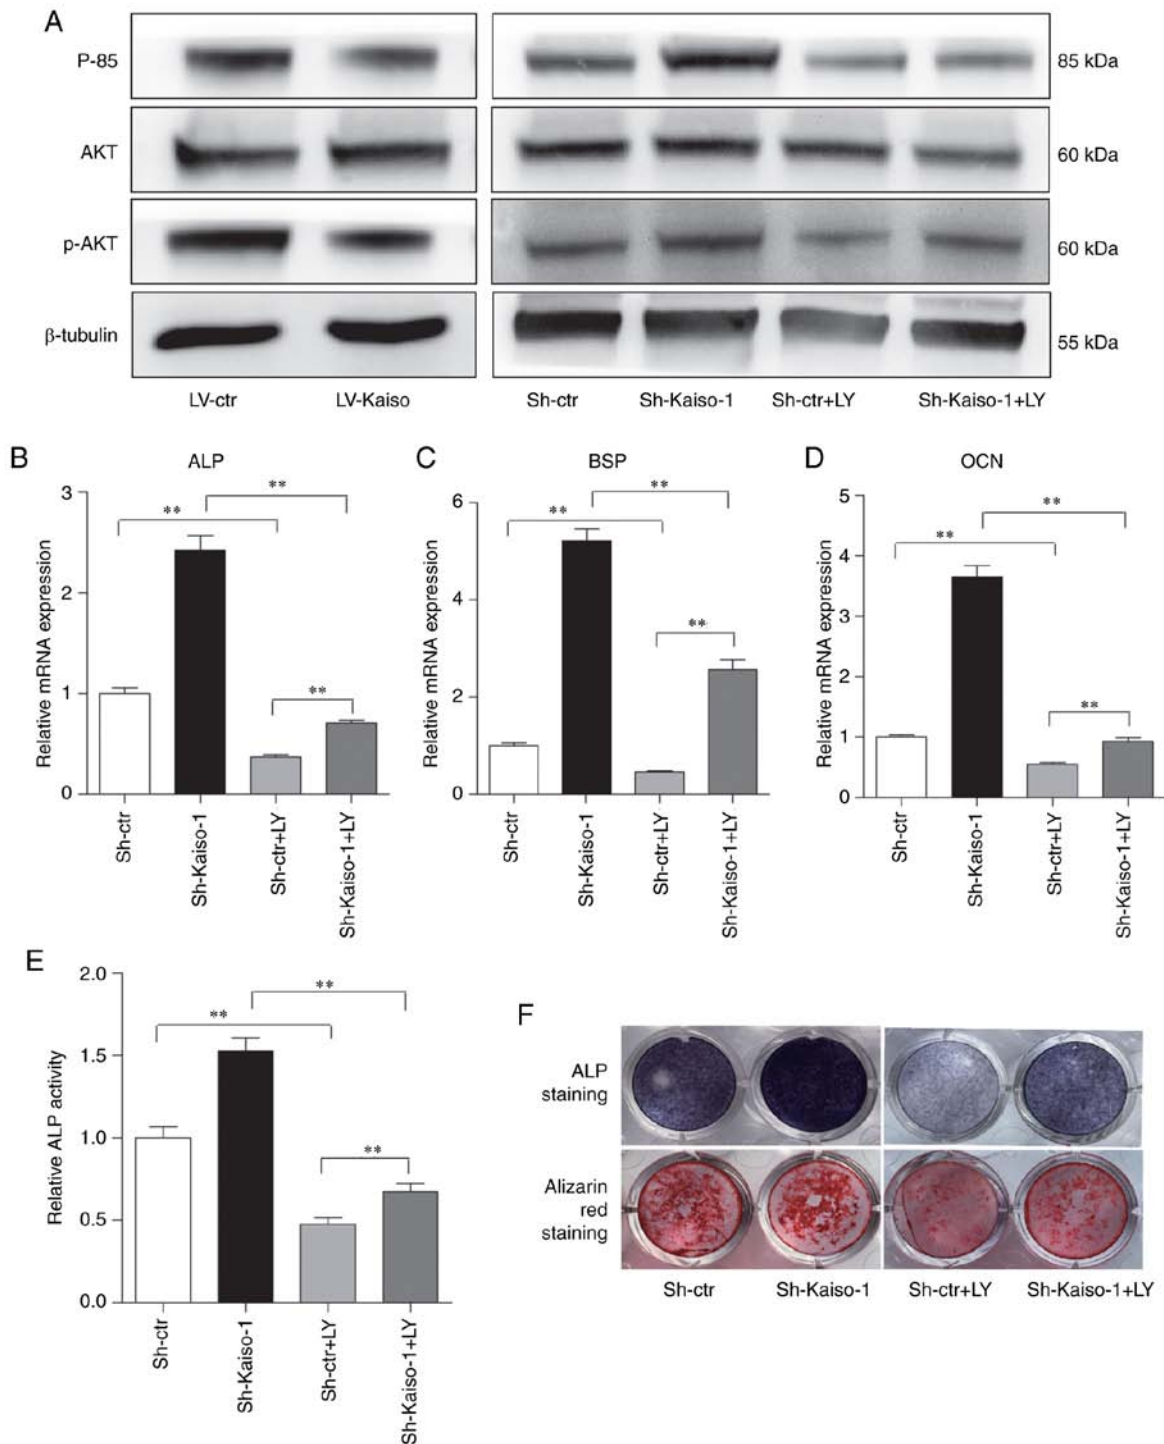 A
P-85
85 kDa
AKT
60 kDa
p-AKT
60 kDa
β-tubulin
55 kDa
LV-ctr LV-Kaiso Sh-ctr Sh-Kaiso-1 Sh-ctr+LY Sh-Kaiso-1+LY
B
ALP
Relative mRNA expression
3
2
1
0
**
**
**
Sh-ctr
Sh-Kaiso-1
Sh-ctr+LY
Sh-Kaiso-1+LY
C
BSP
Relative mRNA expression
6
4
2
0
**
**
**
Sh-ctr
Sh-Kaiso-1
Sh-ctr+LY
Sh-Kaiso-1+LY
D
OCN
Relative mRNA expression
5
4
3
2
1
0
**
**
**
Sh-ctr
Sh-Kaiso-1
Sh-ctr+LY
Sh-Kaiso-1+LY
E
Relative ALP activity
2.0
1.5
1.0
0.5
0.0
**
**
**
Sh-ctr
Sh-Kaiso-1
Sh-ctr+LY
Sh-Kaiso-1+LY
F
ALP
staining
Alizarin
red
staining
Sh-ctr Sh-Kaiso-1 Sh-ctr+LY Sh-Kaiso-1+LY